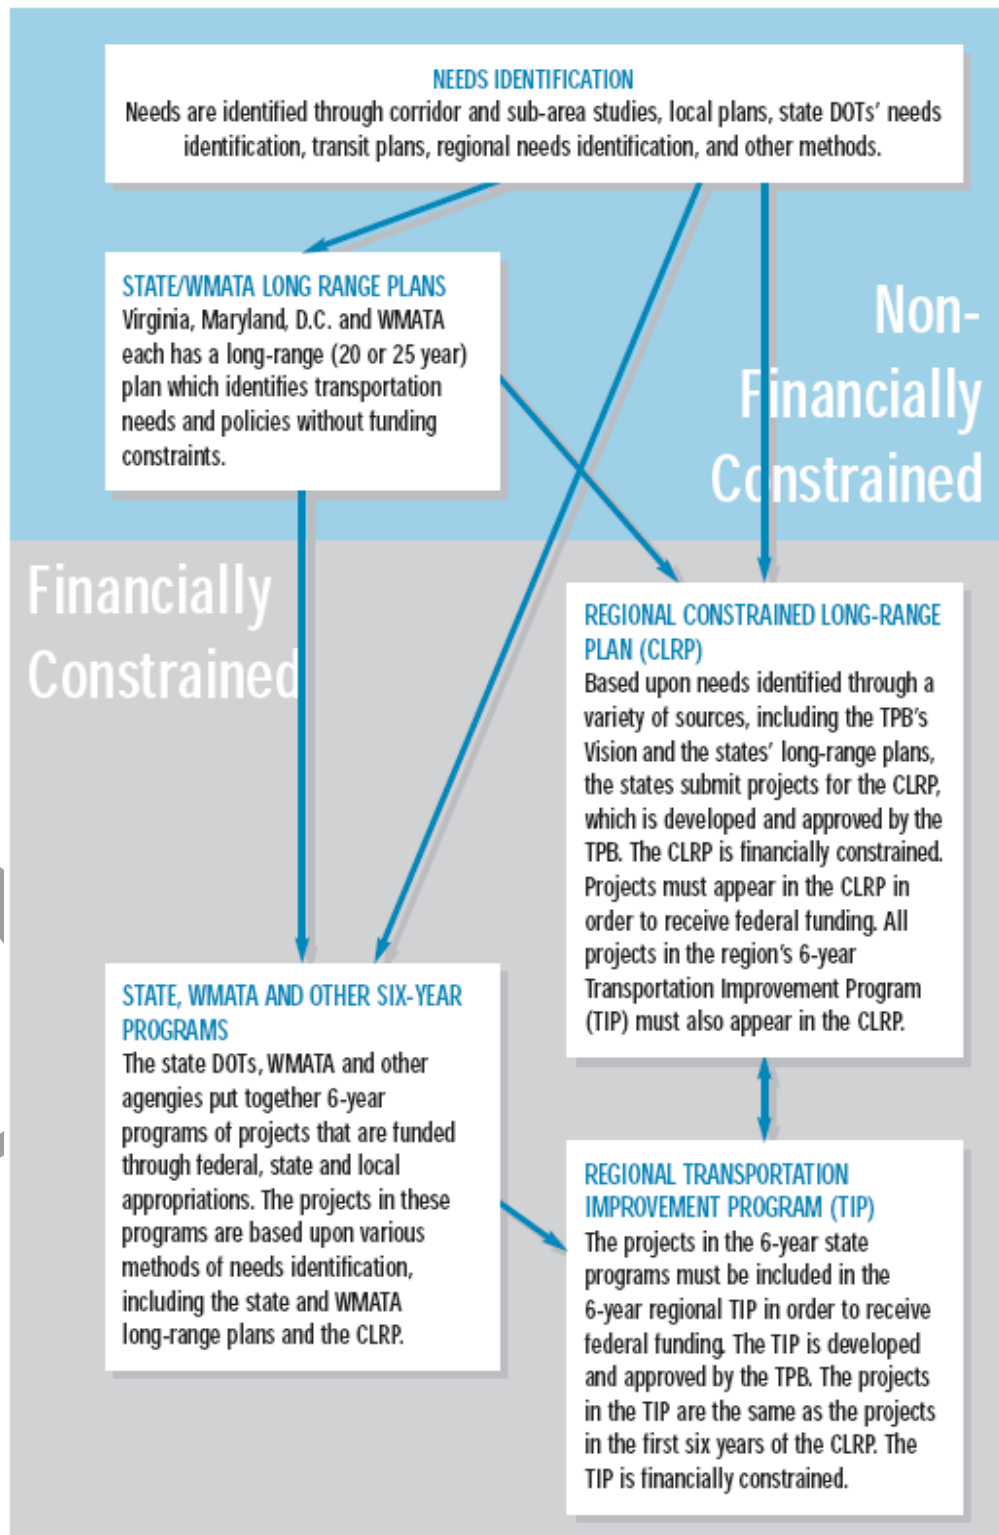 NEEDS IDENTIFICATION
Needs are identified through corridor and sub-area studies, local plans, state DOTs' needs
identification, transit plans, regional needs identification, and other methods.
STATE/WMATA LONG RANGE PLANS
Virginia, Maryland, D.C. and WMATA
each has a long-range (20 or 25 year)
plan which identifies transportation
needs and policies without funding
constraints.
Non-
Financially
Constrained
Financially
Constrained
REGIONAL CONSTRAINED LONG-RANGE
PLAN (CLRP)
Based upon needs identified through a
variety of sources, including the TPB's
Vision and the states' long-range plans,
the states submit projects for the CLRP,
which is developed and approved by the
TPB. The CLRP is financially constrained.
Projects must appear in the CLRP in
order to receive federal funding. All
projects in the region's 6-year
Transportation Improvement Program
(TIP) must also appear in the CLRP.
STATE, WMATA AND OTHER SIX-YEAR
PROGRAMS
The state DOTs, WMATA and other
agencies put together 6-year
programs of projects that are funded
through federal, state and local
appropriations. The projects in these
programs are based upon various
methods of needs identification,
including the state and WMATA
long-range plans and the CLRP.
REGIONAL TRANSPORTATION
IMPROVEMENT PROGRAM (TIP)
The projects in the 6-year state
programs must be included in the
6-year regional TIP in order to receive
federal funding. The TIP is developed
and approved by the TPB. The projects
in the TIP are the same as the projects
in the first six years of the CLRP. The
TIP is financially constrained.